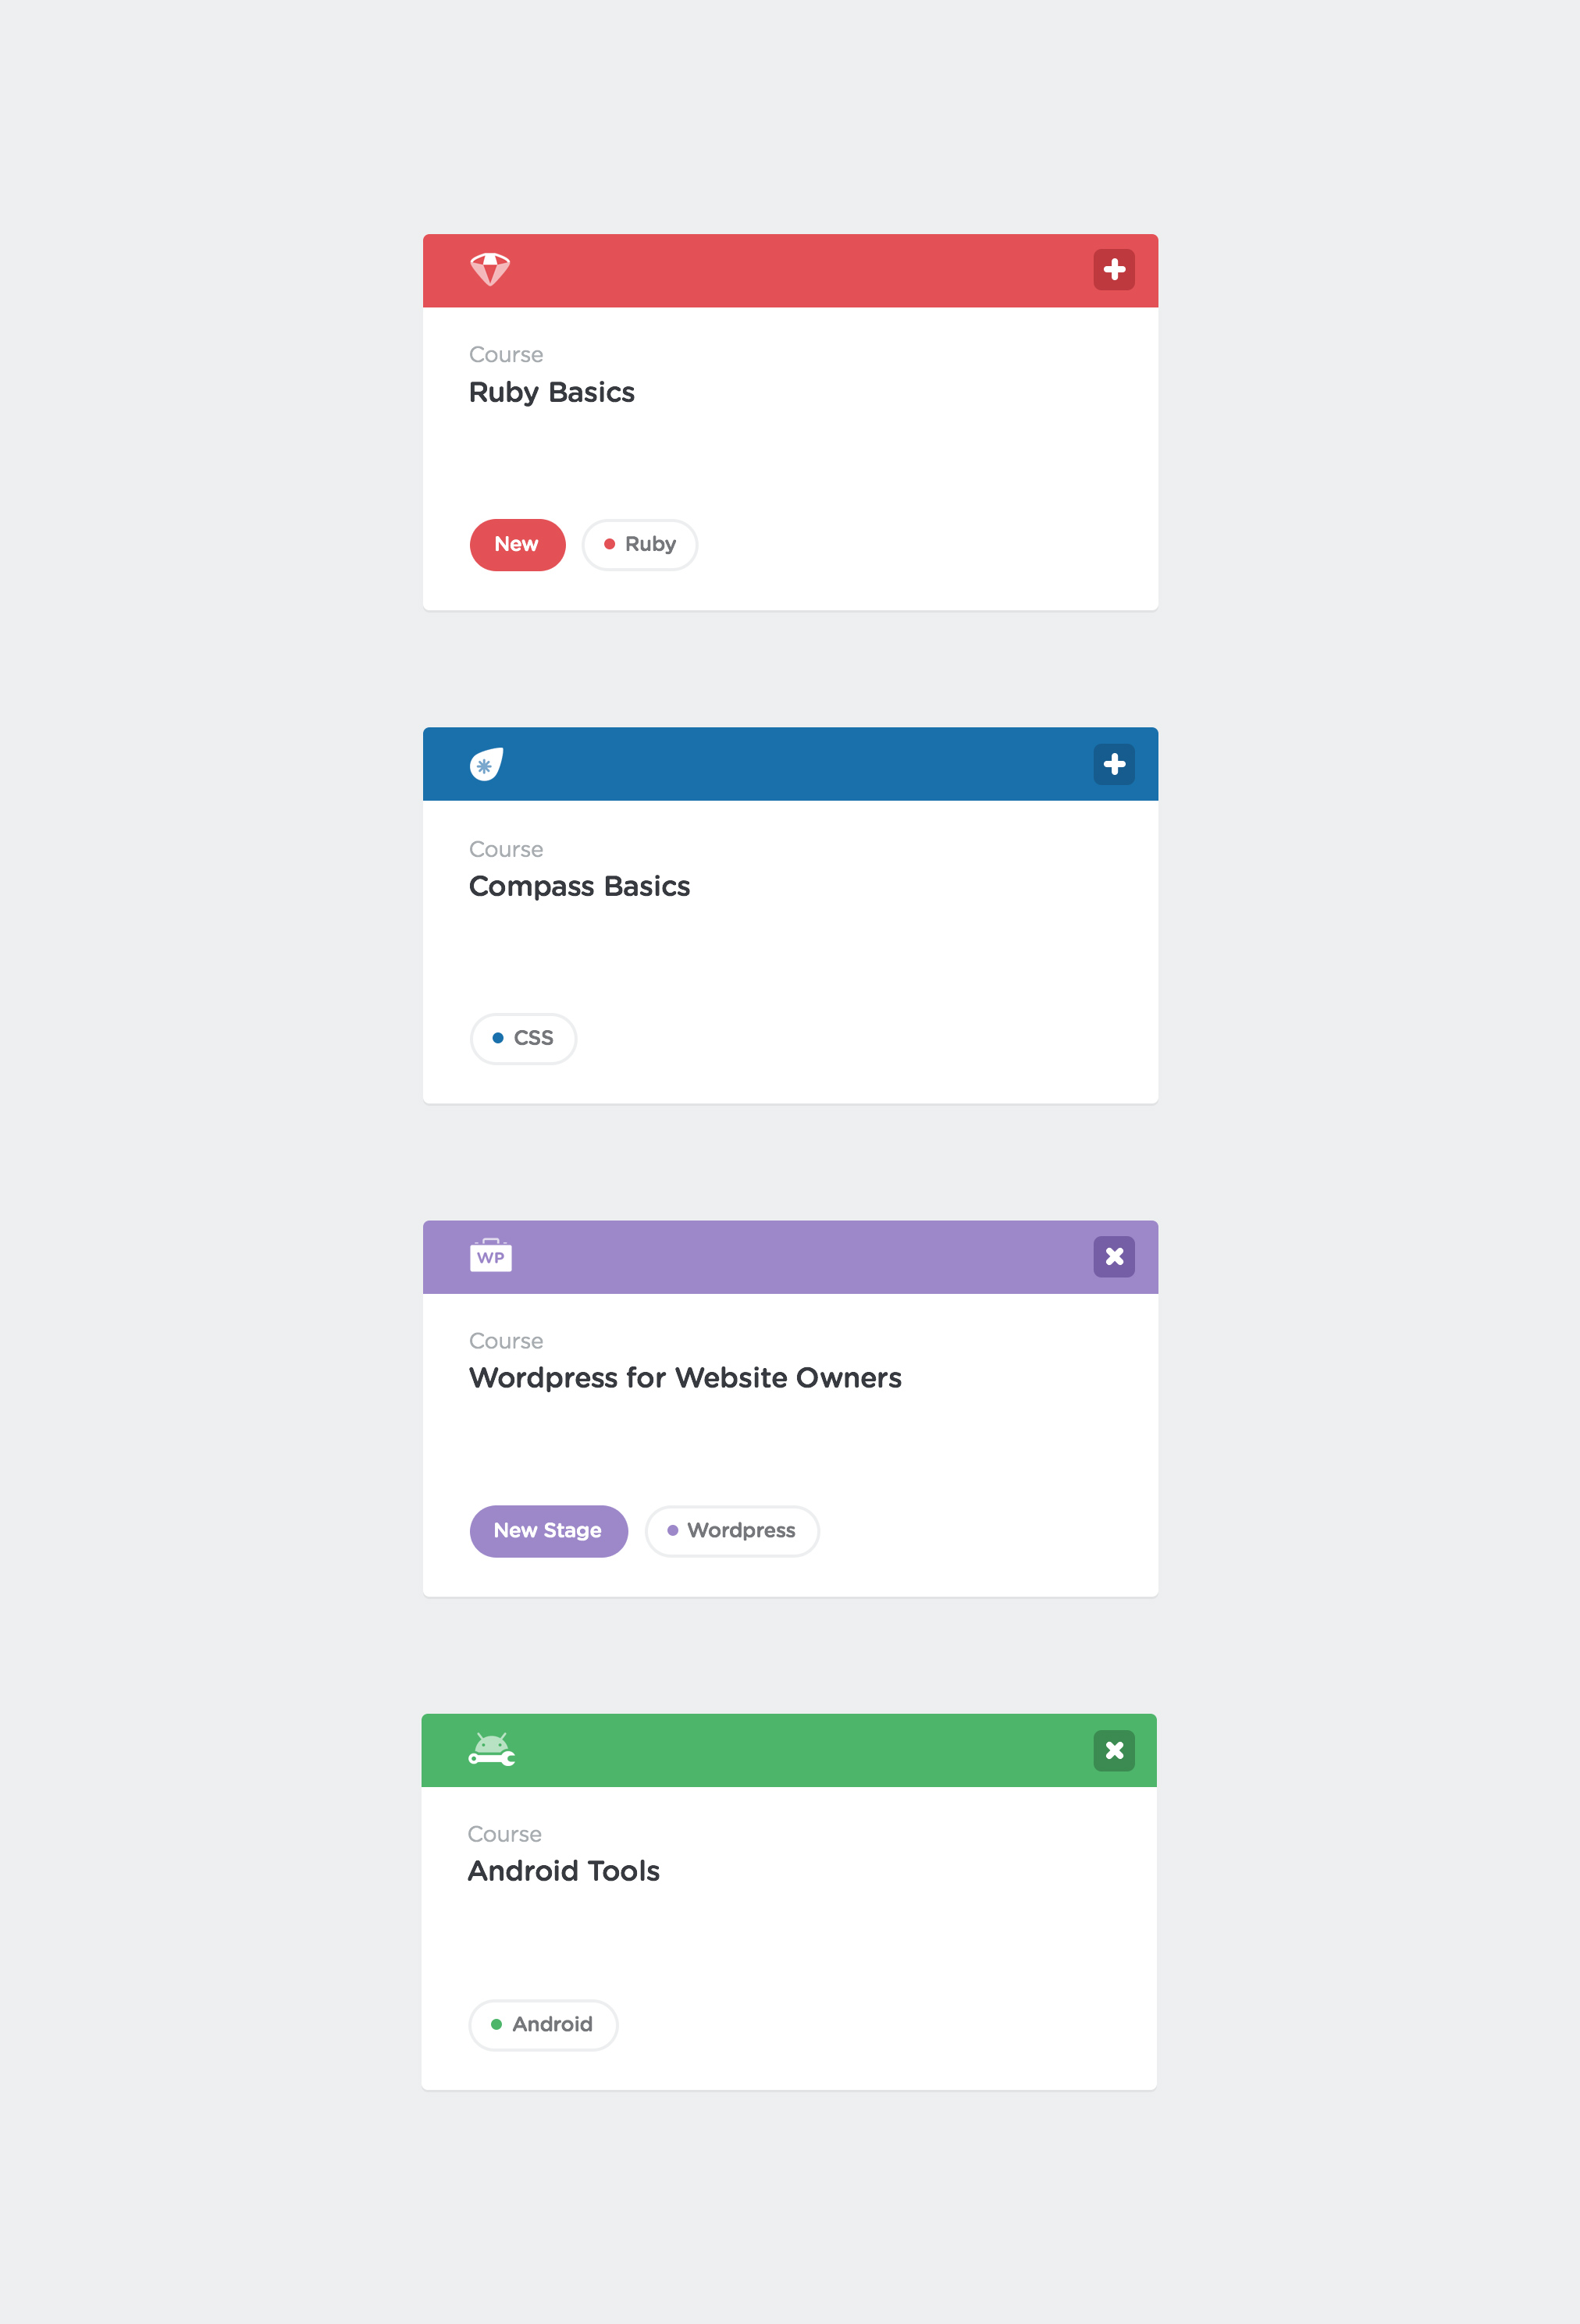 Course
Ruby Basics
New
Ruby
Course
Compass Basics
CSS
WP
Course
Wordpress for Website Owners
New Stage
Wordpress
Course
Android Tools
Android